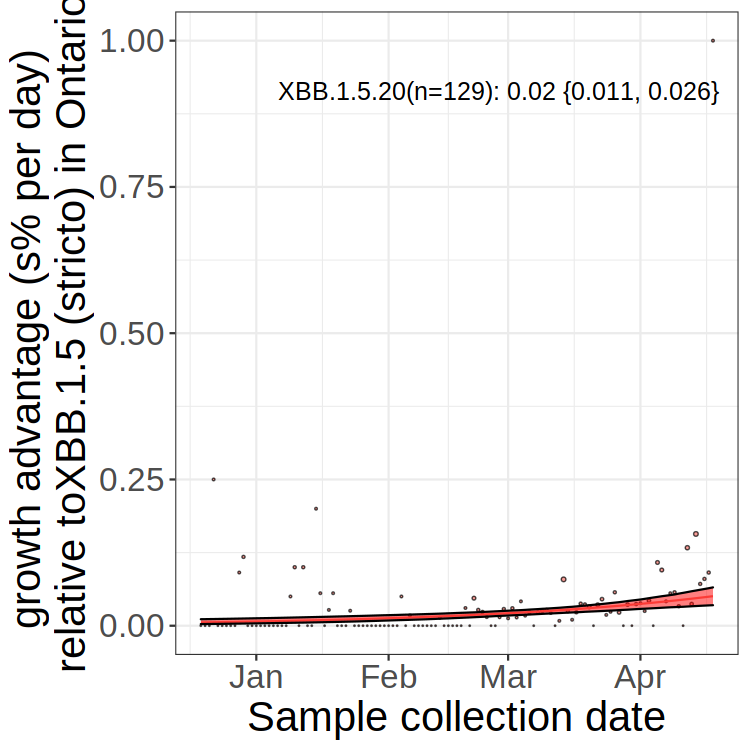 growth advantage (s% per day)
relative toXBB.1.5 (stricto) in Ontario
1.00
XBB.1.5.20(n=129): 0.02 {0.011, 0.026}
0.75
0.50
0.25
0.00
Jan Feb Mar Apr
Sample collection date